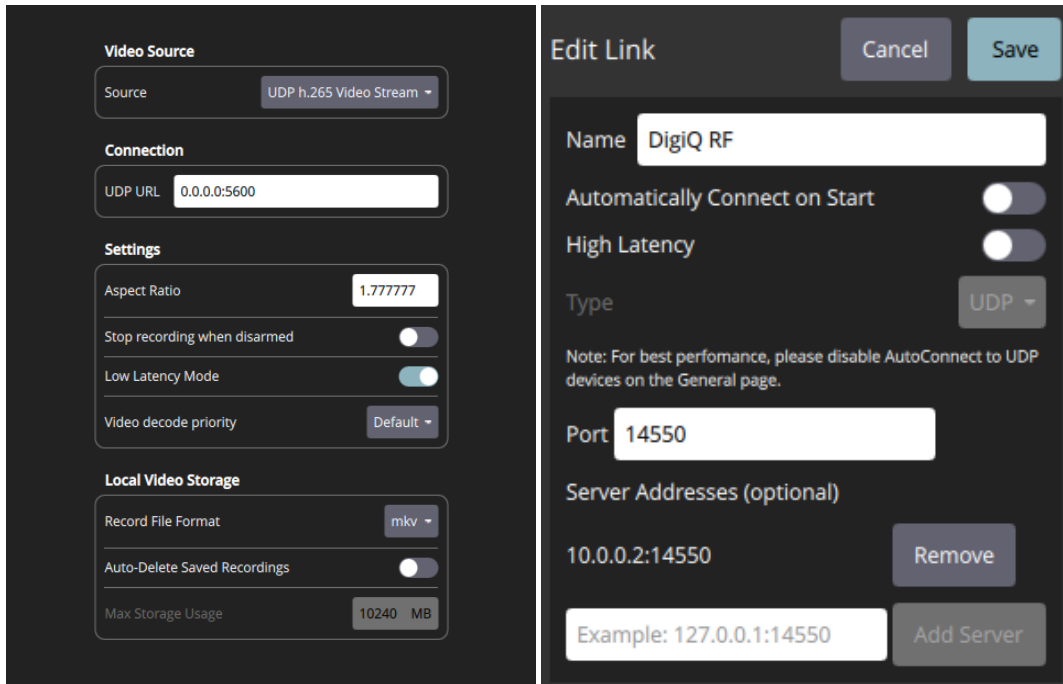 Video Source
Source UDP h.265 Video Stream
Connection
UDP URL 0.0.0.0:5600
Settings
Aspect Ratio 1.777777
Stop recording when disarmed
Low Latency Mode
Video decode priority Default
Local Video Storage
Record File Format mkv
Auto-Delete Saved Recordings
Max Storage Usage 10240 MB
Edit Link Cancel Save
Name DigiQ RF
Automatically Connect on Start
High Latency
Type UDP
Note: For best perfomance, please disable AutoConnect to UDP
devices on the General page.
Port 14550
Server Addresses (optional)
10.0.0.2:14550 Remove
Example: 127.0.0.1:14550 Add Server